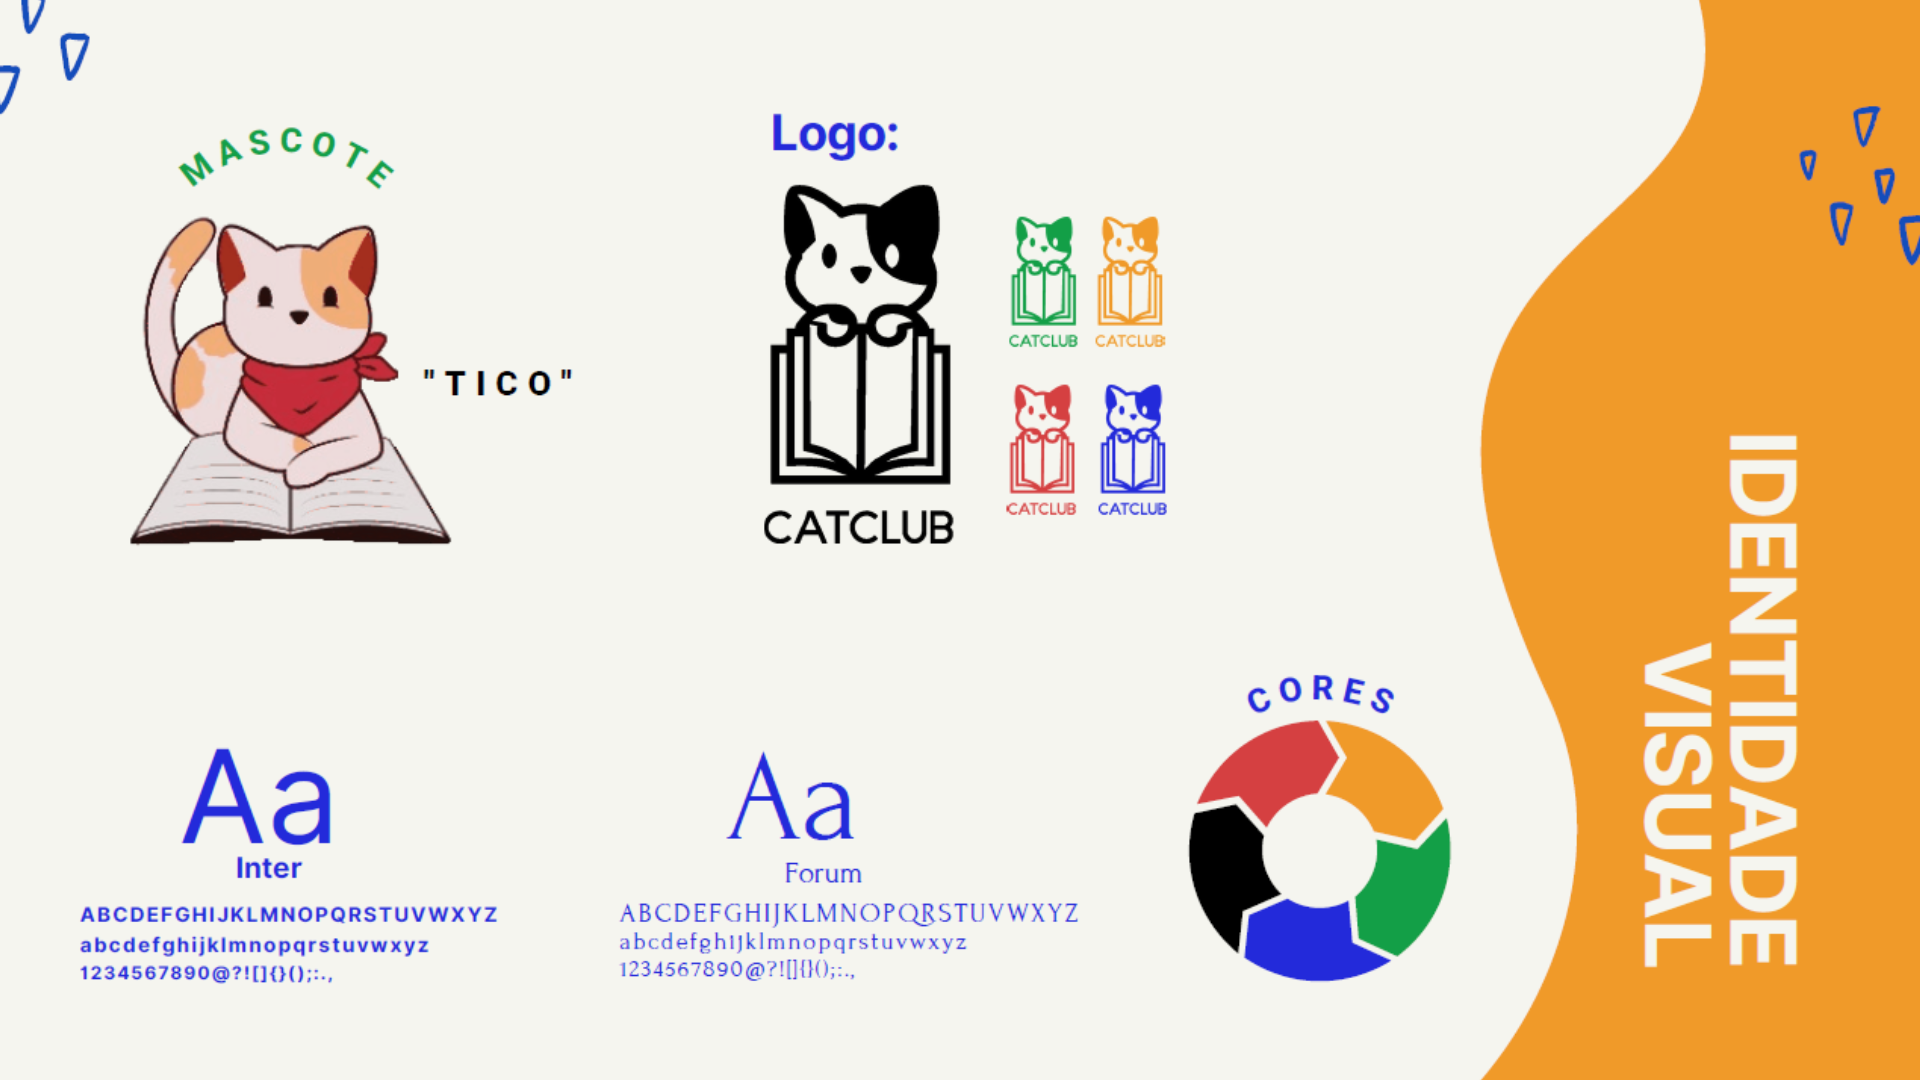 MASCOTE
"TICO"
Logo:
CATCLUB
CATCLUB
CATCLUB
CATCLUB
CATCLUB
Aa
Inter
ABCDEFGHIJKLMNOPQRSTUVWXYZ
abcdefghijklmnopqrstuvwxyz
1234567890@?![]{}();:.,
Aa
Forum
ABCDEFGHIJKLMNOPQRSTUVWXYZ
abcdefghijklmnopqrstuvwxyz
1234567890@?![]{}();:.,
CORES
IDENTIDADE
VISUAL